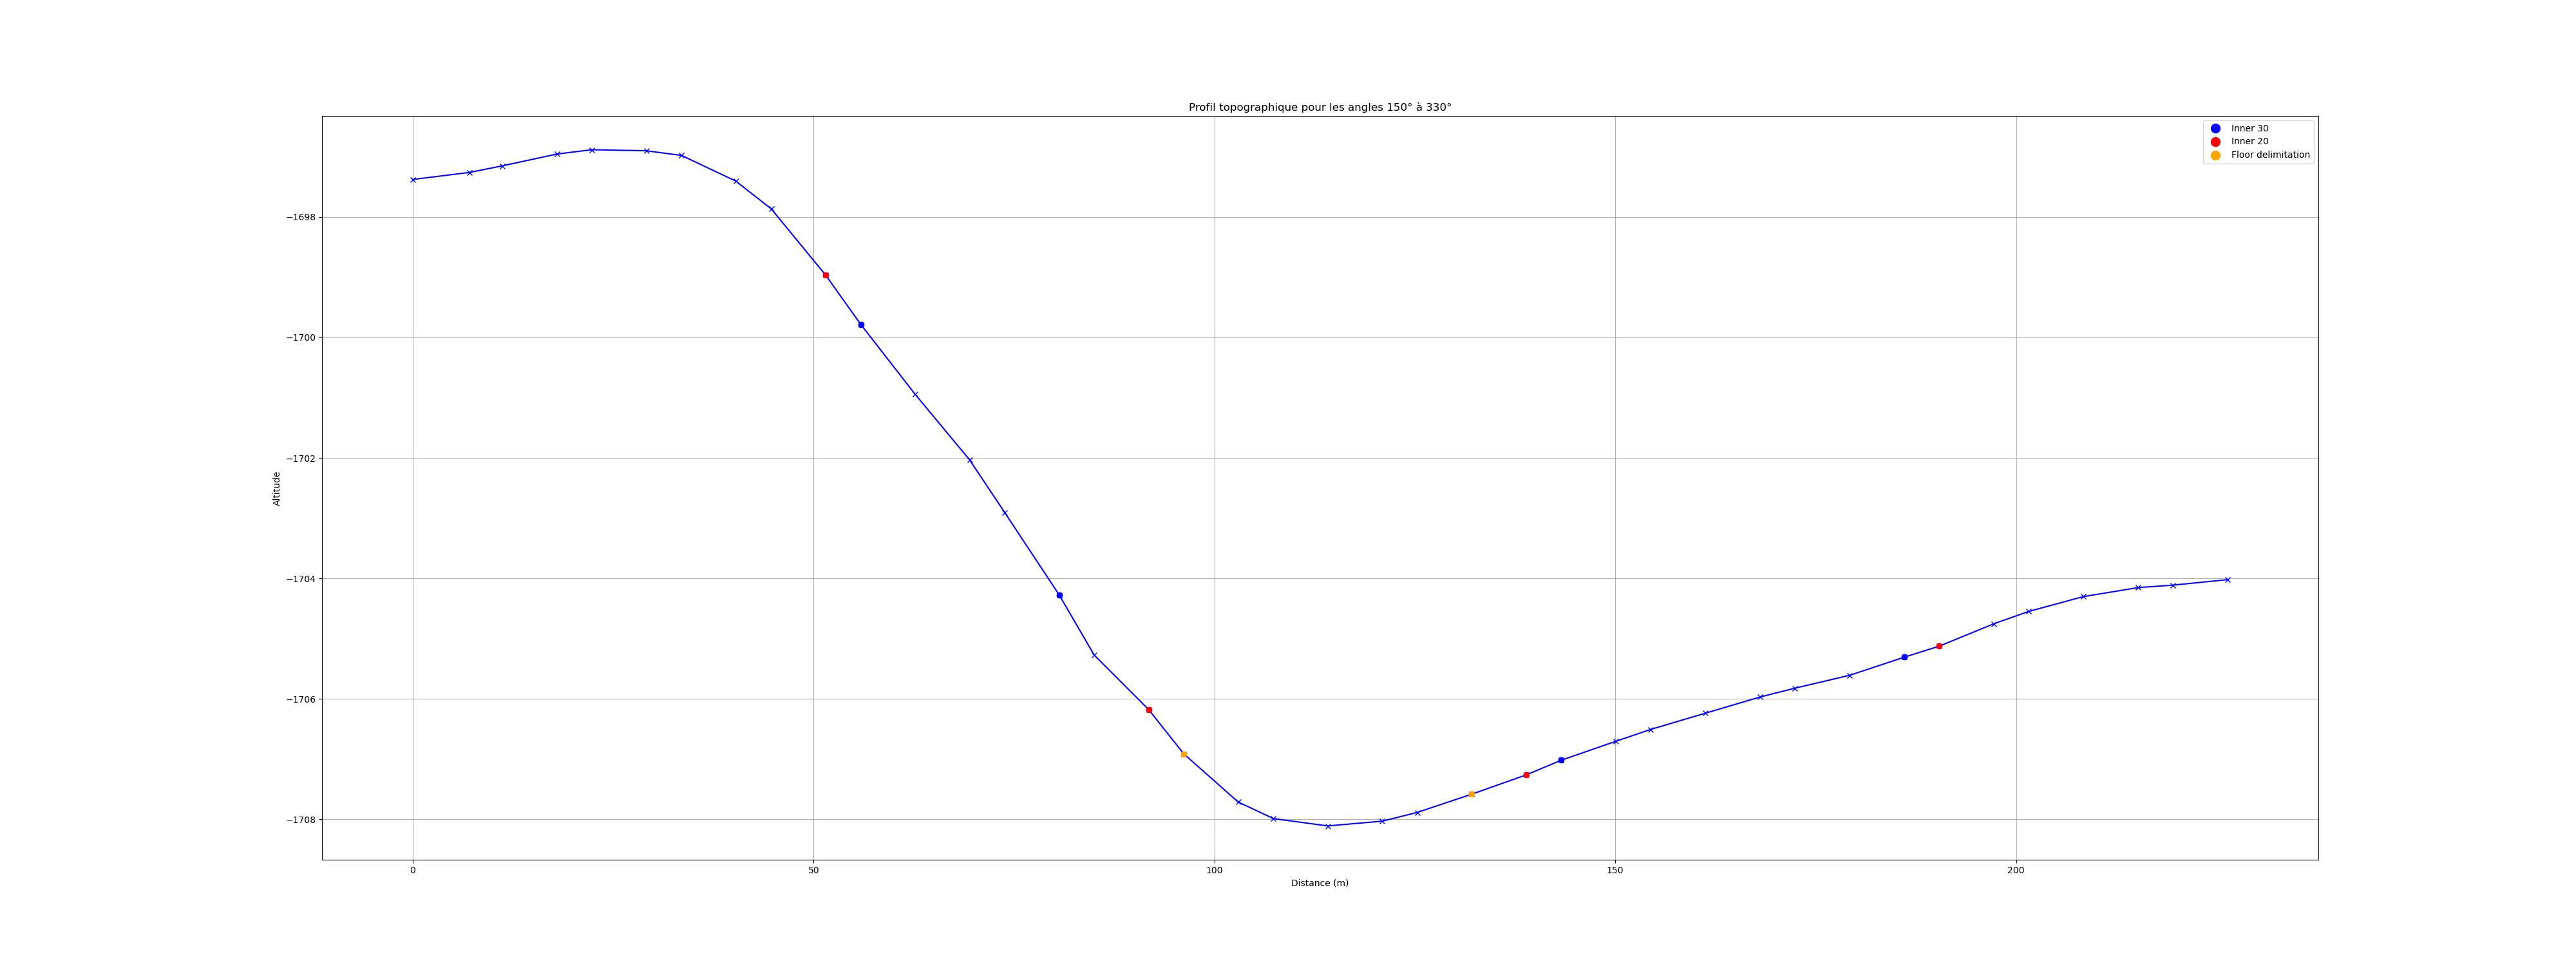 Profil topographique pour les angles 150° à 330°
Inner 30
Inner 20
Floor delimitation
−1698
−1700
−1702
−1704
−1706
−1708
Altitude
0
50
100
150
200
Distance (m)